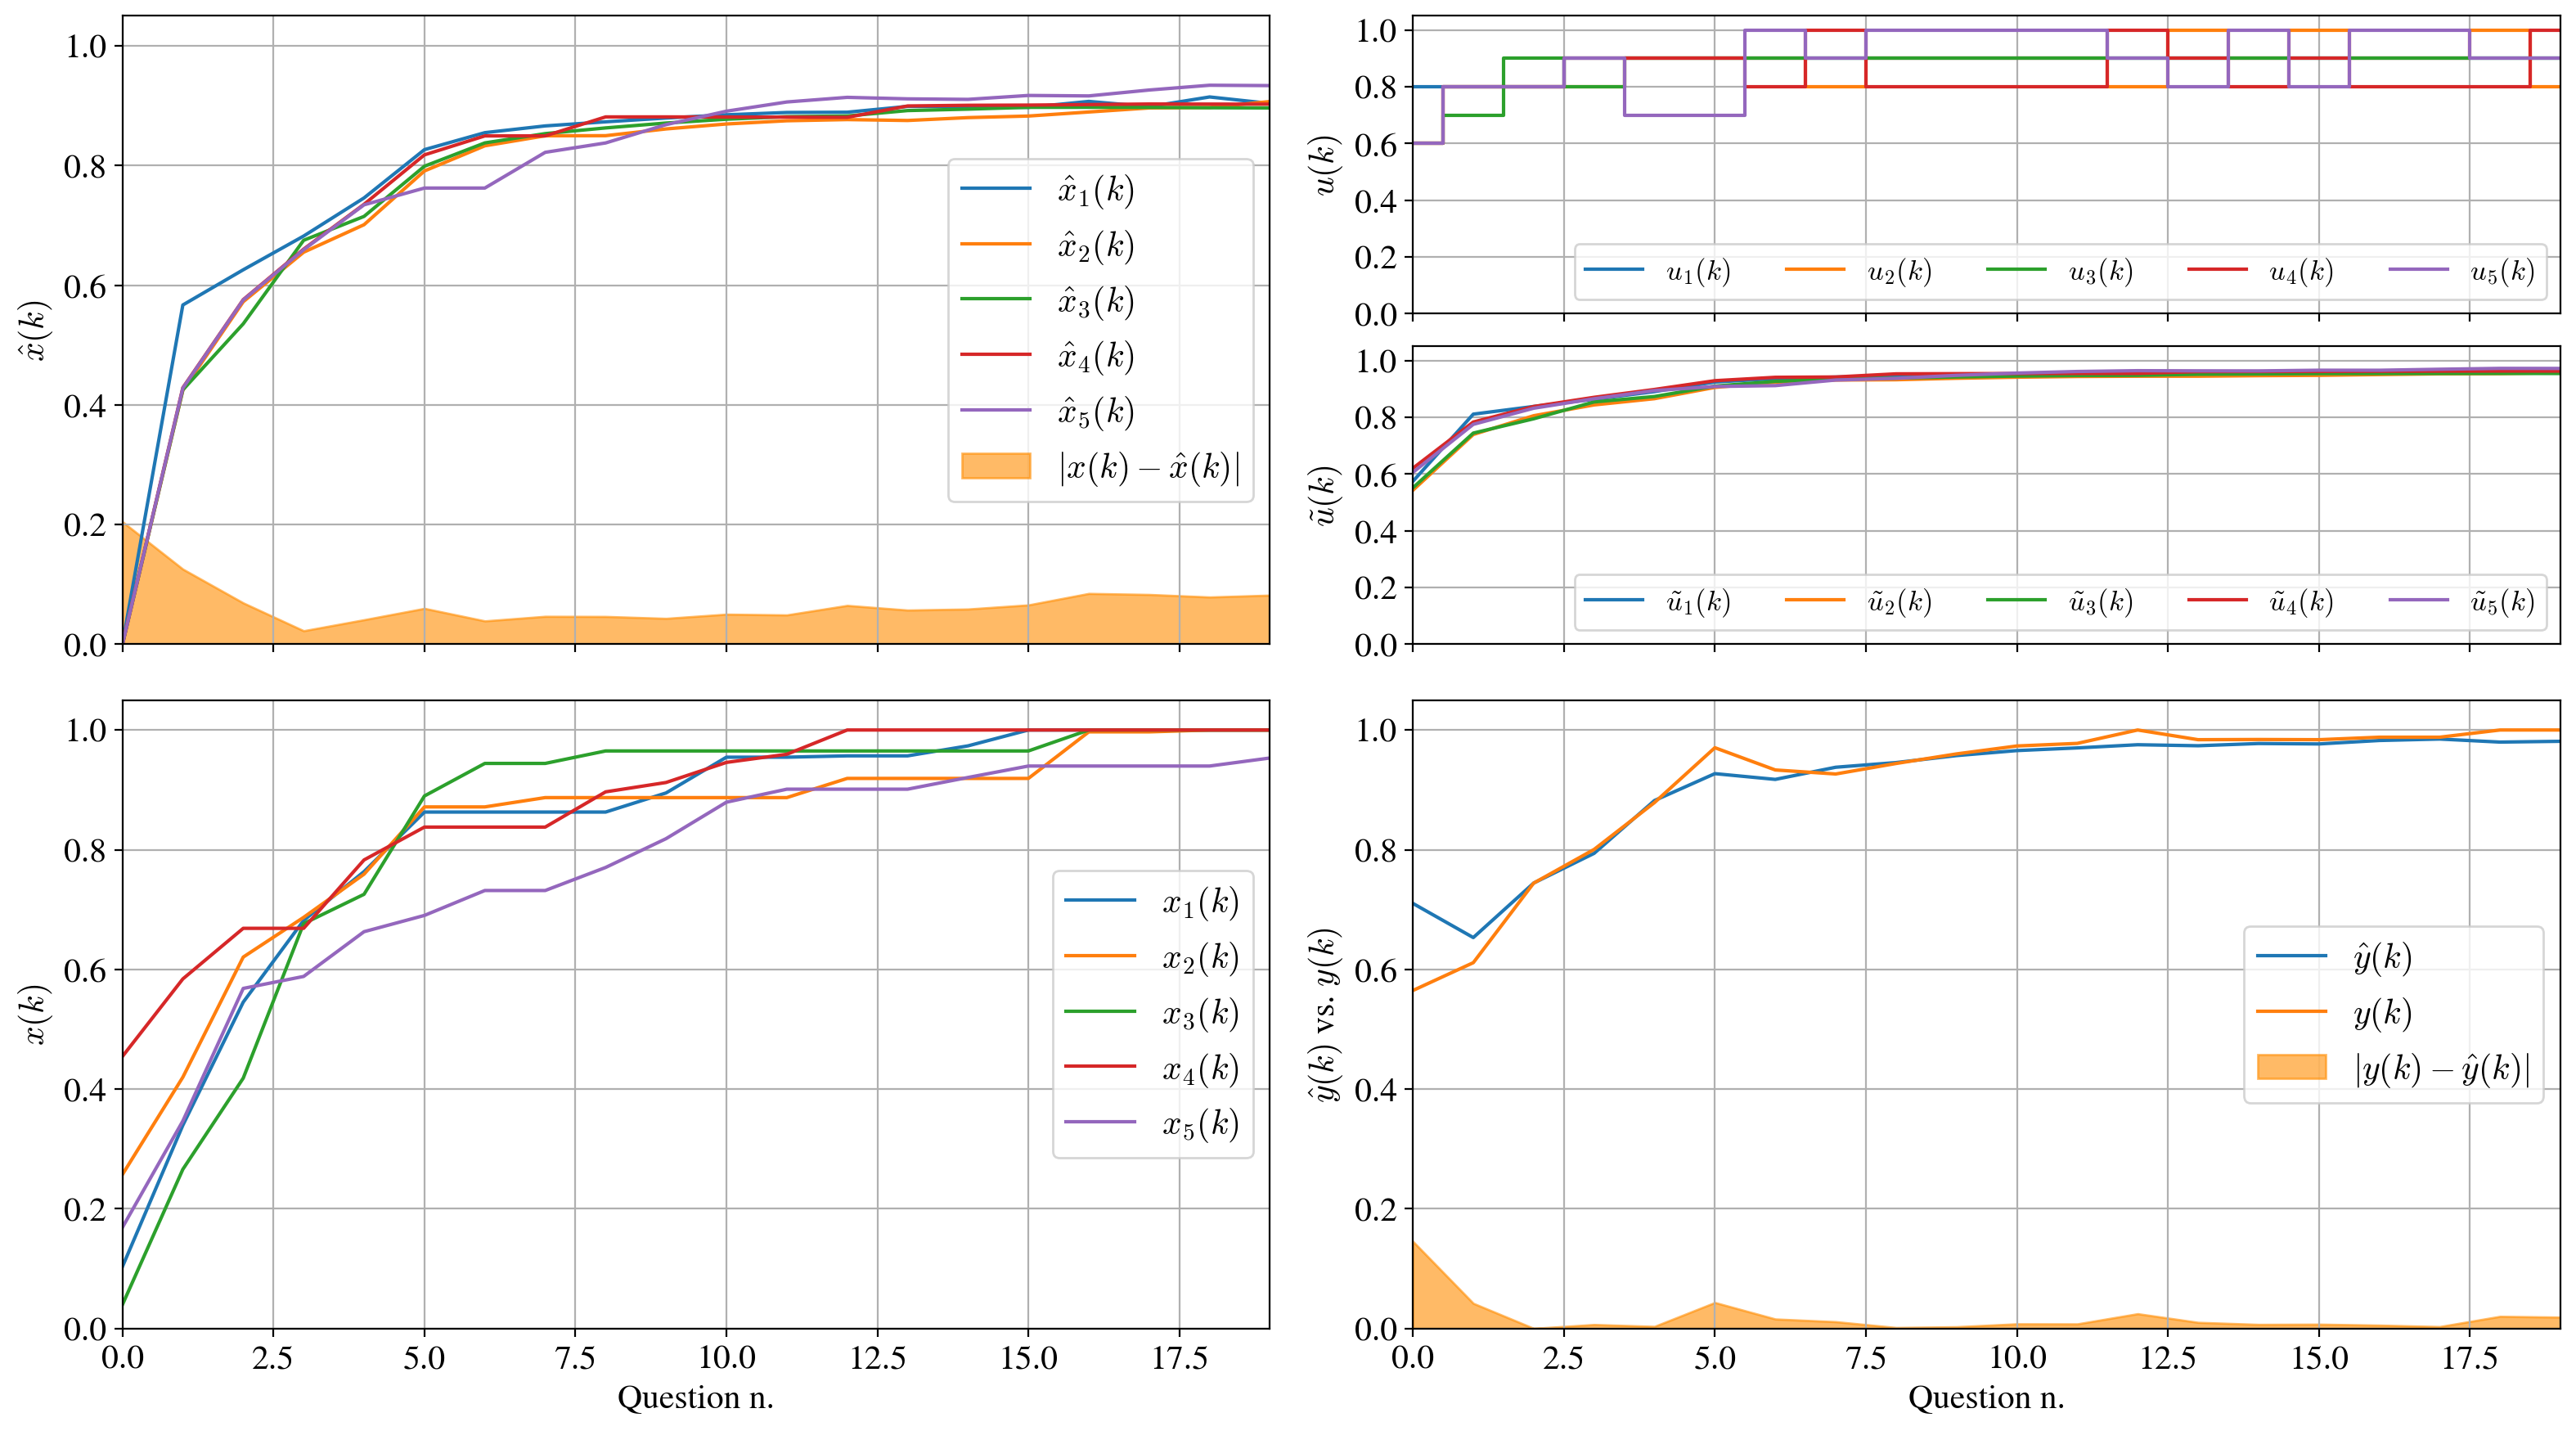 1.0
0.8
0.6
0.4
0.2
0.0
x̂(k)
x̂₁(k)
x̂₂(k)
x̂₃(k)
x̂₄(k)
x̂₅(k)
|x(k) − x̂(k)|
1.0
0.8
0.6
0.4
0.2
0.0
u(k)
u₁(k) u₂(k) u₃(k) u₄(k) u₅(k)
1.0
0.8
0.6
0.4
0.2
0.0
ũ(k)
ũ₁(k) ũ₂(k) ũ₃(k) ũ₄(k) ũ₅(k)
1.0
0.8
0.6
0.4
0.2
0.0
x(k)
x₁(k)
x₂(k)
x₃(k)
x₄(k)
x₅(k)
0.0 2.5 5.0 7.5 10.0 12.5 15.0 17.5
Question n.
1.0
0.8
0.6
0.4
0.2
0.0
ŷ(k) vs. y(k)
ŷ(k)
y(k)
|y(k) − ŷ(k)|
0.0 2.5 5.0 7.5 10.0 12.5 15.0 17.5
Question n.